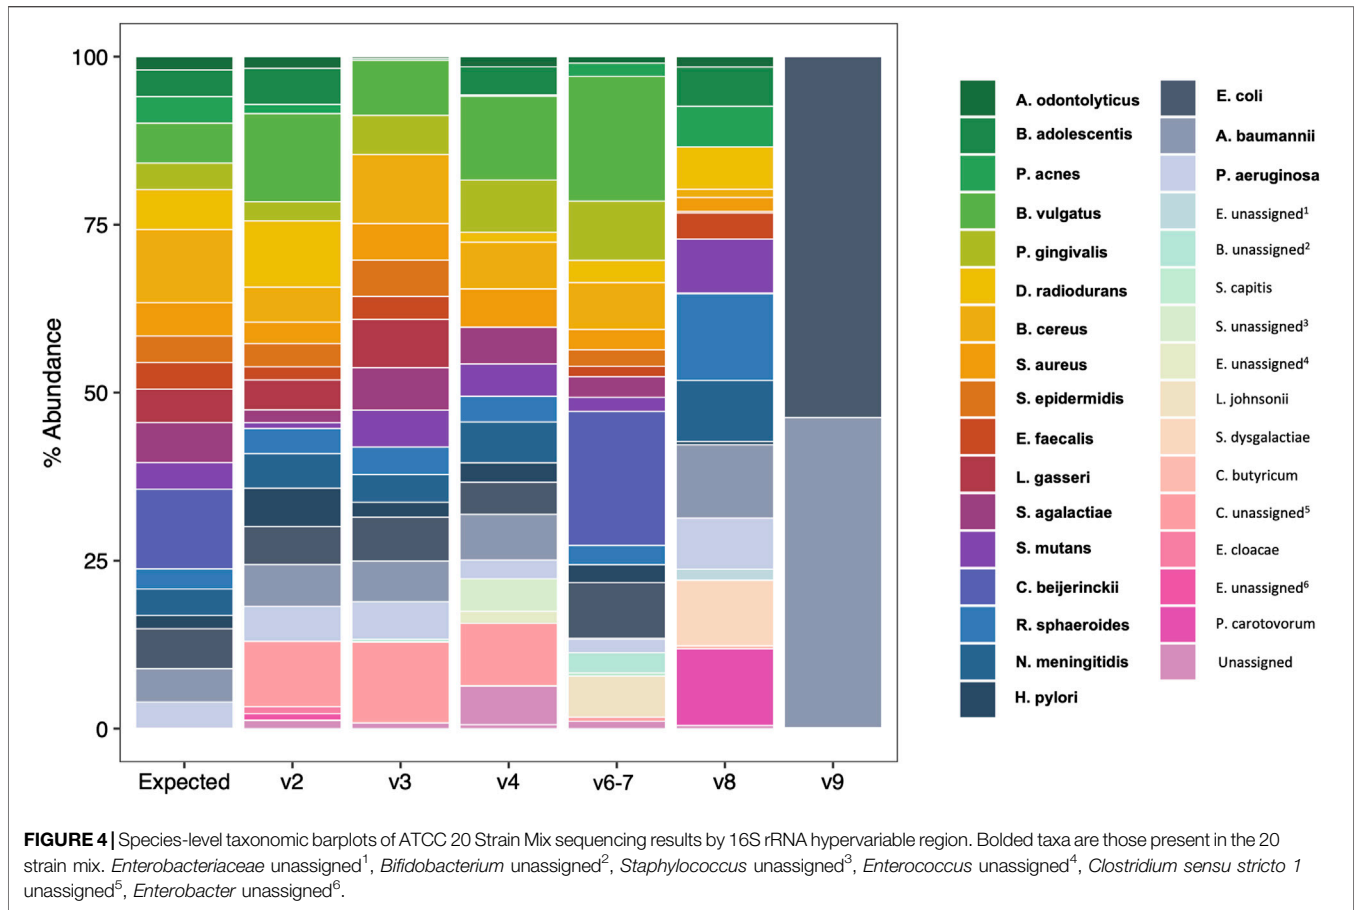 100
75
50
25
0
% Abundance
Expected v2 v3 v4 v6-7 v8 v9
A. odontolyticus
B. adolescentis
P. acnes
B. vulgatus
P. gingivalis
D. radiodurans
B. cereus
S. aureus
S. epidermidis
E. faecalis
L. gasseri
S. agalactiae
S. mutans
C. beijerinckii
R. sphaeroides
N. meningitidis
H. pylori
E. coli
A. baumannii
P. aeruginosa
E. unassigned¹
B. unassigned²
S. capitis
S. unassigned³
E. unassigned⁴
L. johnsonii
S. dysgalactiae
C. butyricum
C. unassigned⁵
E. cloacae
E. unassigned⁶
P. carotovorum
Unassigned
FIGURE 4 | Species-level taxonomic barplots of ATCC 20 Strain Mix sequencing results by 16S rRNA hypervariable region. Bolded taxa are those present in the 20
strain mix. Enterobacteriaceae unassigned¹, Bifidobacterium unassigned², Staphylococcus unassigned³, Enterococcus unassigned⁴, Clostridium sensu stricto 1
unassigned⁵, Enterobacter unassigned⁶.